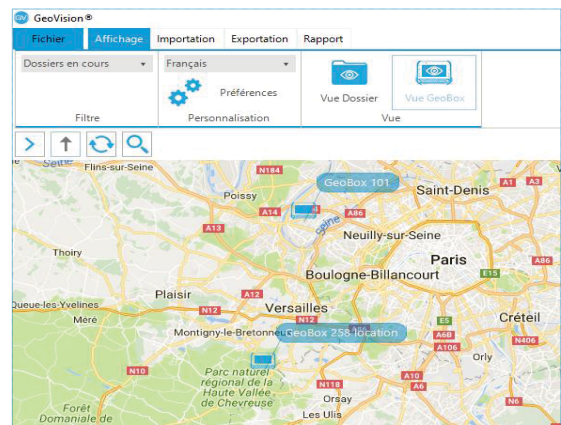 GeoVision®
Fichier Affichage Importation Exportation Rapport
Dossiers en cours Français
Préférences Vue Dossier Vue GeoBox
Filtre Personnalisation Vue
Seine Flins-sur-Seine N184
Poissy GeoBox 101 Saint-Denis A1 A3
A14 A86
A13 Seine Neuilly-sur-Seine
Thoiry Paris A86
Boulogne-Billancourt E15
Plaisir A12
Queue-les-Yvelines N12 Versailles
Méré N12 E5 Créteil
Montigny-le-Bretonneux GeoBox 258 location A6B N406
A106
Orly
N10 Parc naturel A10
régional de la N118 A6
Haute Vallée
de Chevreuse Orsay N6
Forêt Les Ulis
Domaniale de